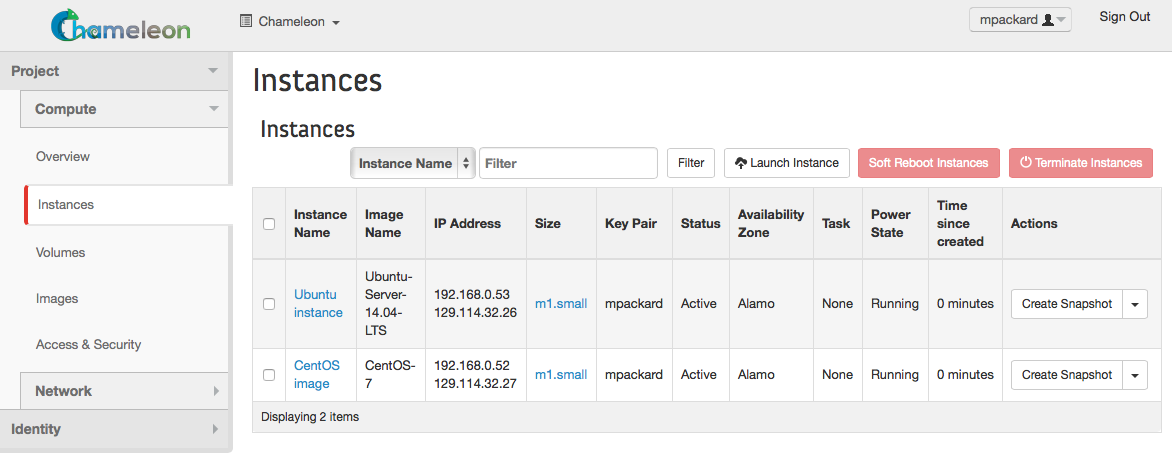 Chameleon
Chameleon
mpackard
Sign Out
Project
Compute
Overview
Instances
Volumes
Images
Access & Security
Network
Identity
Instances
Instances
Instance Name
Filter
Filter
Launch Instance
Soft Reboot Instances
Terminate Instances
Instance
Name
Image
Name
IP Address
Size
Key Pair
Status
Availability
Zone
Task
Power
State
Time
since
created
Actions
Ubuntu
instance
Ubuntu-
Server-
14.04-
LTS
192.168.0.53
129.114.32.26
m1.small
mpackard
Active
Alamo
None
Running
0 minutes
Create Snapshot
CentOS
image
CentOS-
7
192.168.0.52
129.114.32.27
m1.small
mpackard
Active
Alamo
None
Running
0 minutes
Create Snapshot
Displaying 2 items